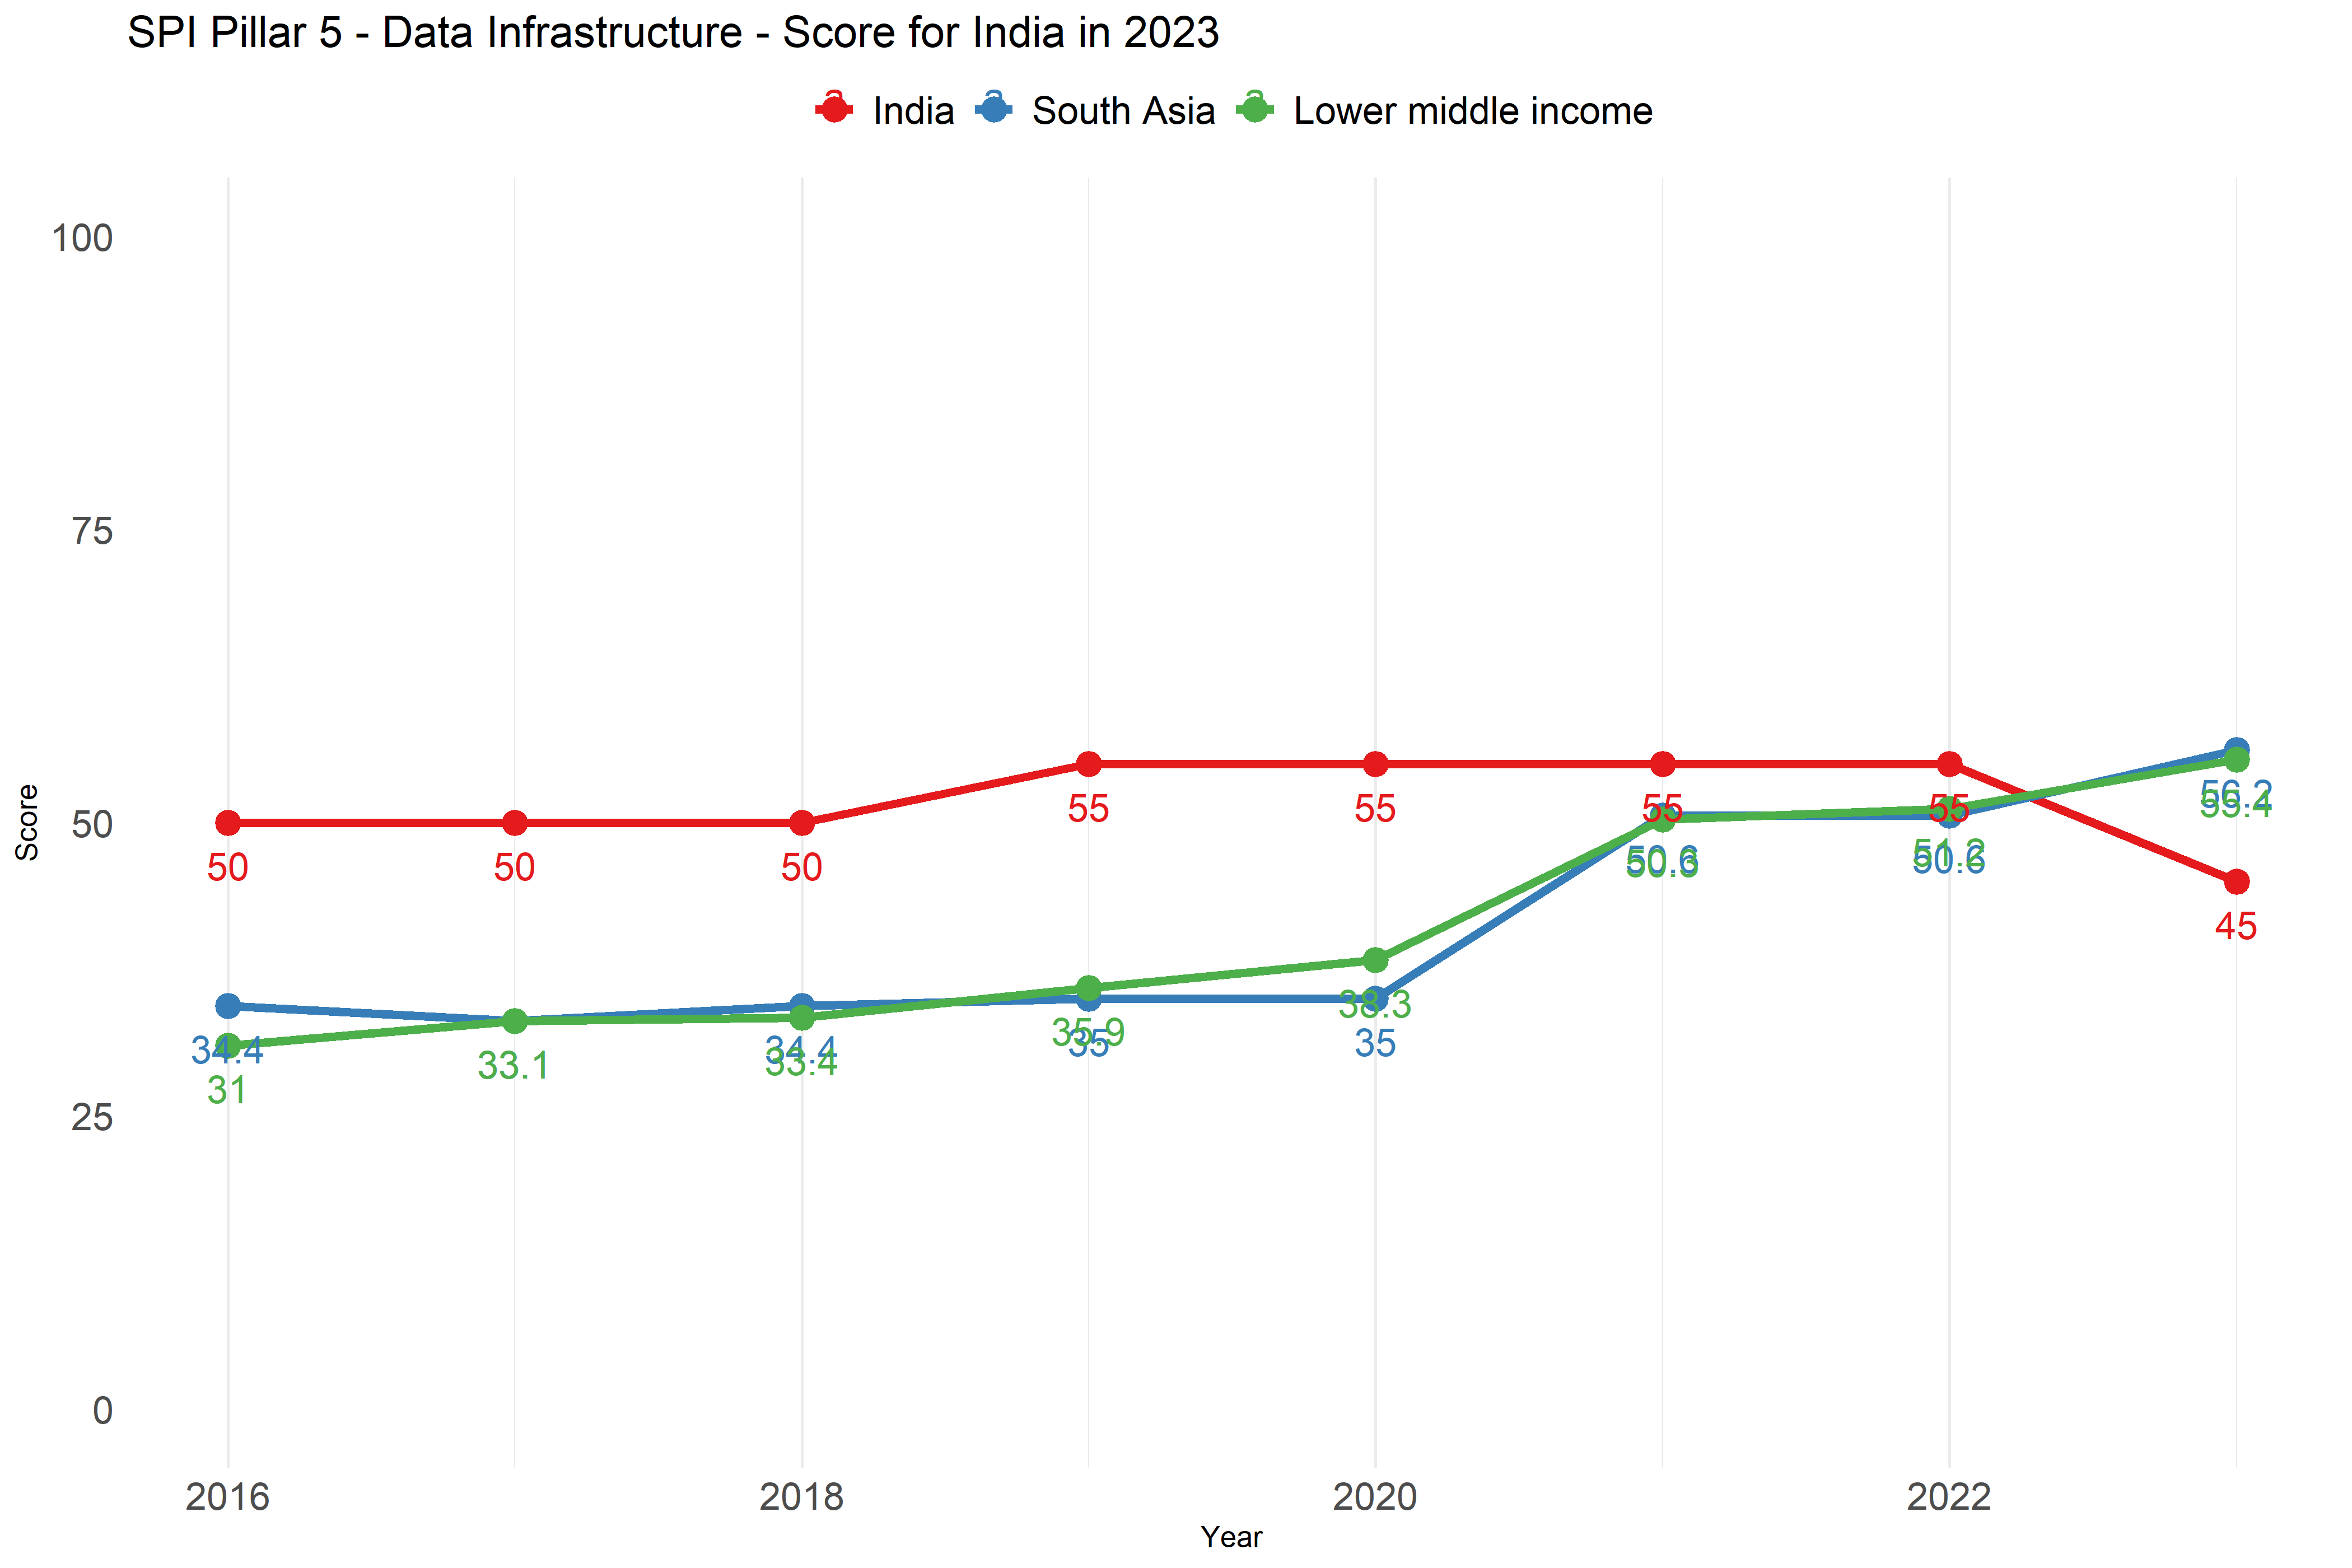 SPI Pillar 5 - Data Infrastructure - Score for India in 2023
India South Asia Lower middle income
100
75
50
25
0
Score
50 50 50 55 55 55 55 45
34.4 34.4 35 35 50.6 50.6 56.2
31 33.1 33.4 35.9 38.3 50.3 51.2 55.4
2016 2018 2020 2022
Year